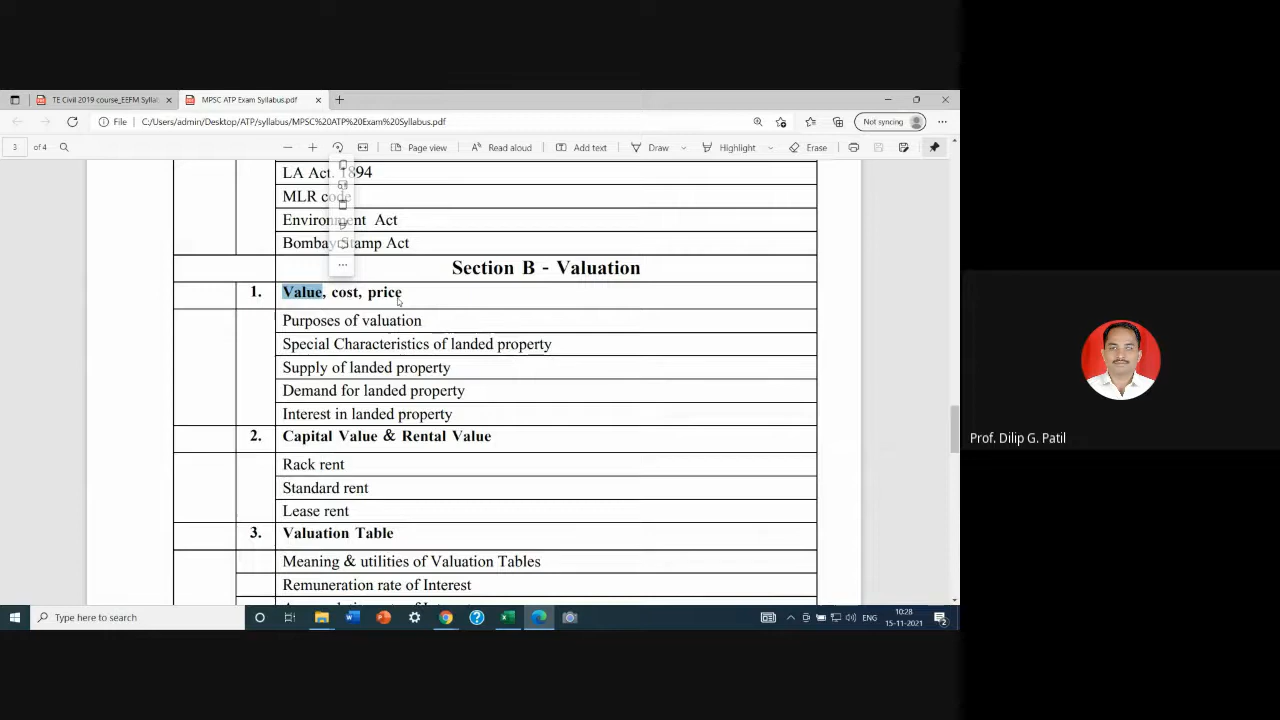 TE Civil 2019 course_EEFM Syllal
MPSC ATP Exam Syllabus.pdf
File
C:/Users/admin/Desktop/ATP/syllabus/MPSC%20ATP%20Exam%20Syllabus.pdf
Not syncing
3 of 4
Page view
Read aloud
Add text
Draw
Highlight
Erase
LA Act. 1894
MLR code
Environment Act
Bombay Stamp Act
Section B - Valuation
1. Value, cost, price
Purposes of valuation
Special Characteristics of landed property
Supply of landed property
Demand for landed property
Interest in landed property
2. Capital Value & Rental Value
Rack rent
Standard rent
Lease rent
3. Valuation Table
Meaning & utilities of Valuation Tables
Remuneration rate of Interest
Prof. Dilip G. Patil
Type here to search
ENG
10:28
15-11-2021
2